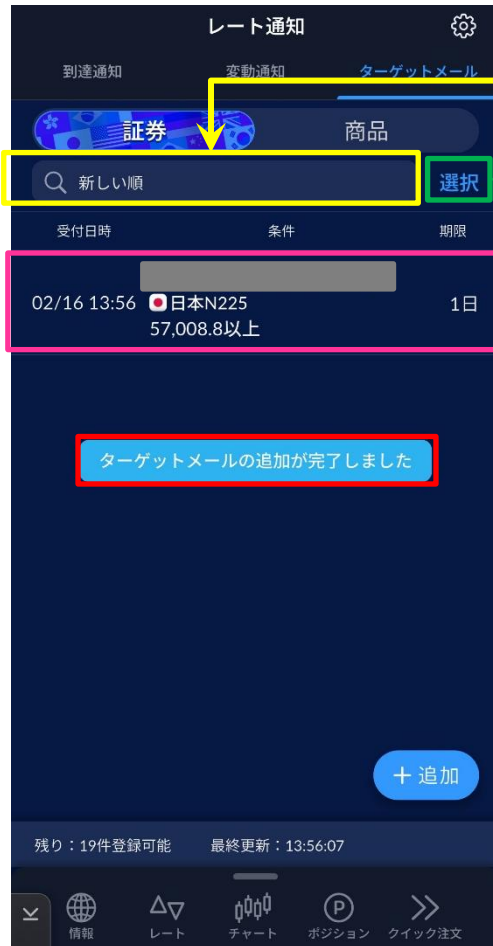 レート通知
到達通知 変動通知 ターゲットメール
証券 商品
新しい順 選択
受付日時 条件 期限
02/16 13:56 日本N225 1日
57,008.8以上
ターゲットメールの追加が完了しました
+ 追加
残り：19件登録可能 最終更新：13:56:07
P
情報 レート チャート ポジション クイック注文